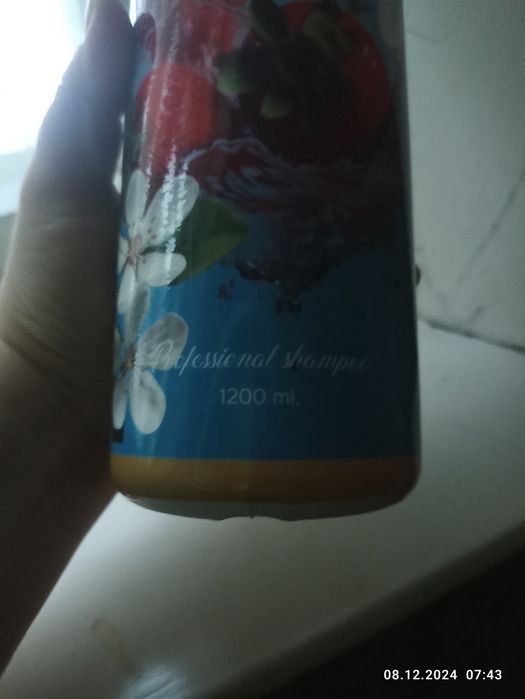 Professional shampoo
1200 ml.
08.12.2024 07:43